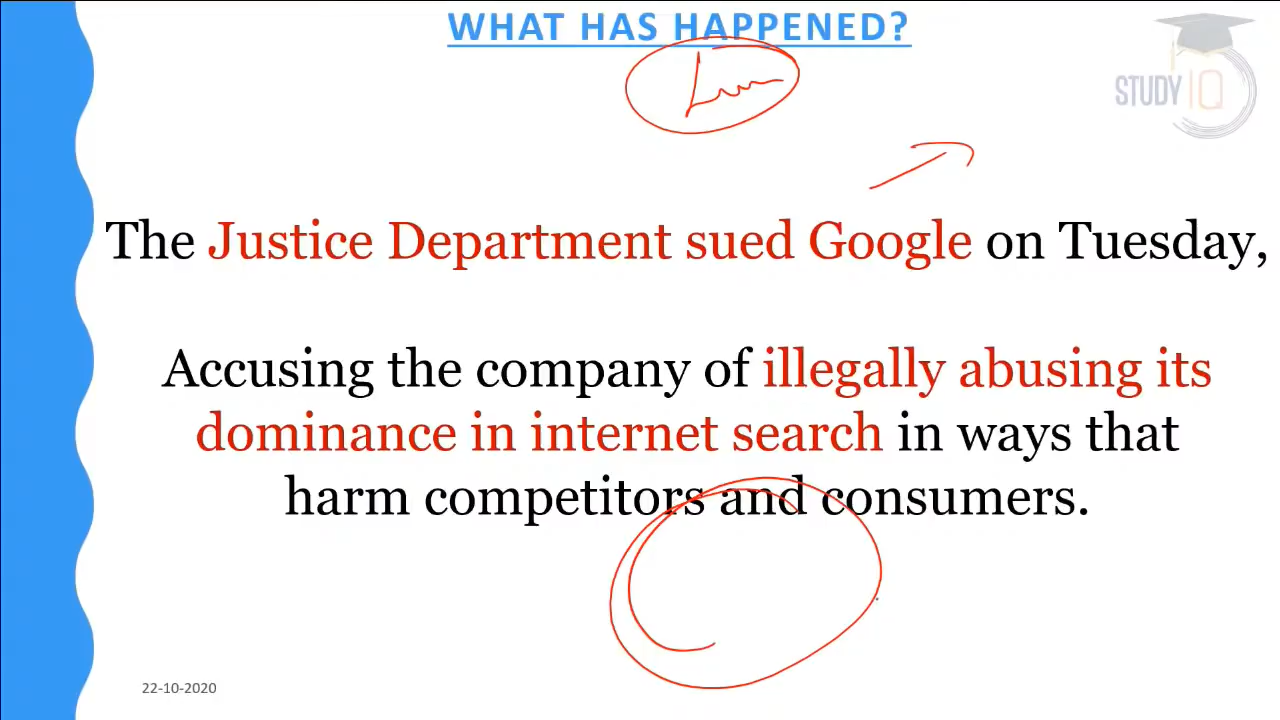 WHAT HAS HAPPENED?
STUDY IQ
The Justice Department sued Google on Tuesday,
Accusing the company of illegally abusing its
dominance in internet search in ways that
harm competitors and consumers.
22-10-2020